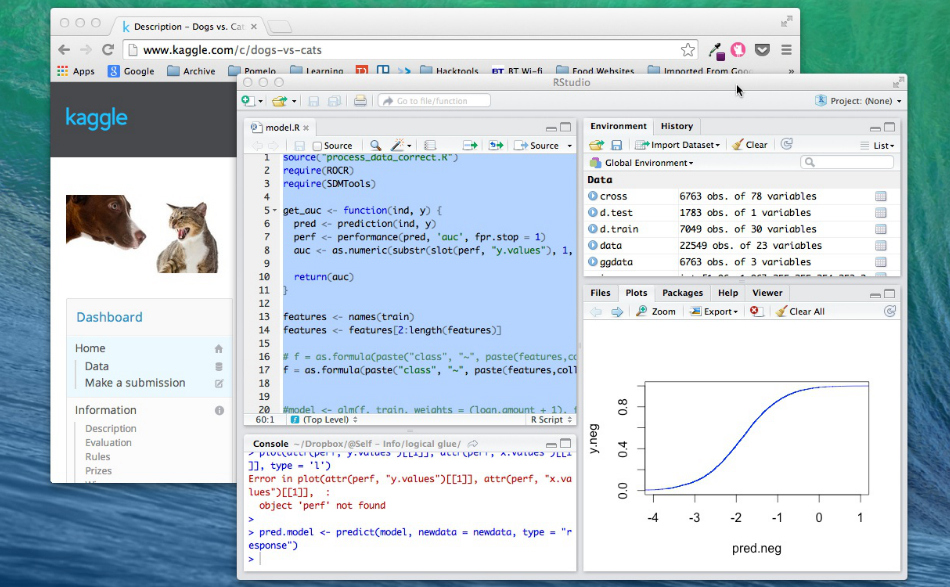 Description – Dogs vs. Cat
www.kaggle.com/c/dogs-vs-cats
Apps Google Archive Pomelo Learning Hacktools BT Wi-fi Food Websites Imported From Goo
kaggle
Dashboard
Home
Data
Make a submission
Information
Description
Evaluation
Rules
Prizes
RStudio
Go to file/function
Project: (None)
model.R
Source
Source
1 source("process_data_correct.R")
2 require(ROCR)
3 require(SDMTools)
4
5 get_auc <- function(ind, y) {
6 pred <- prediction(ind, y)
7 perf <- performance(pred, 'auc', fpr.stop = 1)
8 auc <- as.numeric(substr(slot(perf, "y.values"), 1,
9
10 return(auc)
11 }
12
13 features <- names(train)
14 features <- features[2:length(features)]
15
16 # f = as.formula(paste("class", "~", paste(features,co
17 f = as.formula(paste("class", "~", paste(features,coll
18
19
20 #model <- glm(f, train, weights = (loan.amount + 1), f
60:1 (Top Level) R Script
Console ~/Dropbox/@Self - Info/logical glue/
> plot(attr(perf, "y.values")[[1]], attr(perf, "x.values")[[1
]], type = 'l')
Error in plot(attr(perf, "y.values")[[1]], attr(perf, "x.va
lues")[[1]], :
object 'perf' not found
>
> pred.model <- predict(model, newdata = newdata, type = "r
esponse")
>
Environment History
Import Dataset Clear List
Global Environment
Data
cross 6763 obs. of 78 variables
d.test 1783 obs. of 1 variables
d.train 7049 obs. of 30 variables
data 22549 obs. of 23 variables
ggdata 6763 obs. of 3 variables
Files Plots Packages Help Viewer
Zoom Export Clear All
y.neg
0.8
0.4
0.0
-4 -3 -2 -1 0 1
pred.neg